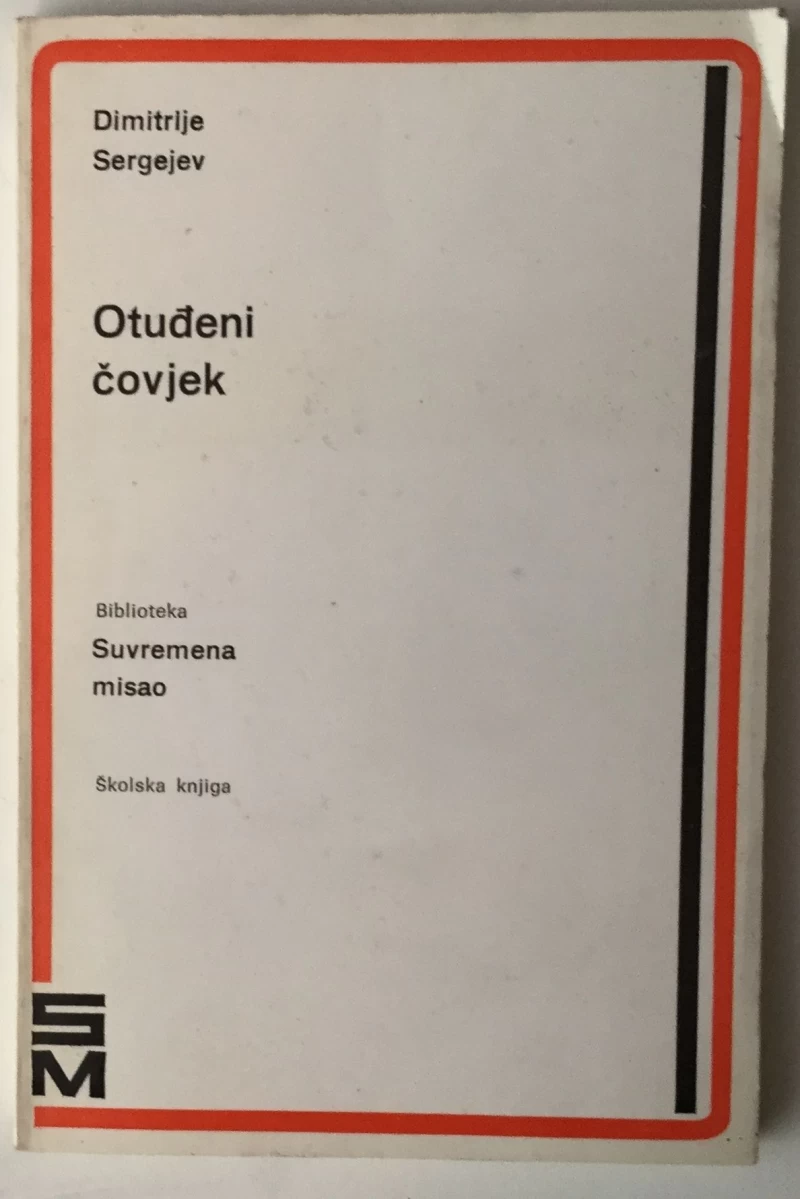 Dimitrije
Sergejev
Otuđeni
čovjek
Biblioteka
Suvremena
misao
Školska knjiga
S
M